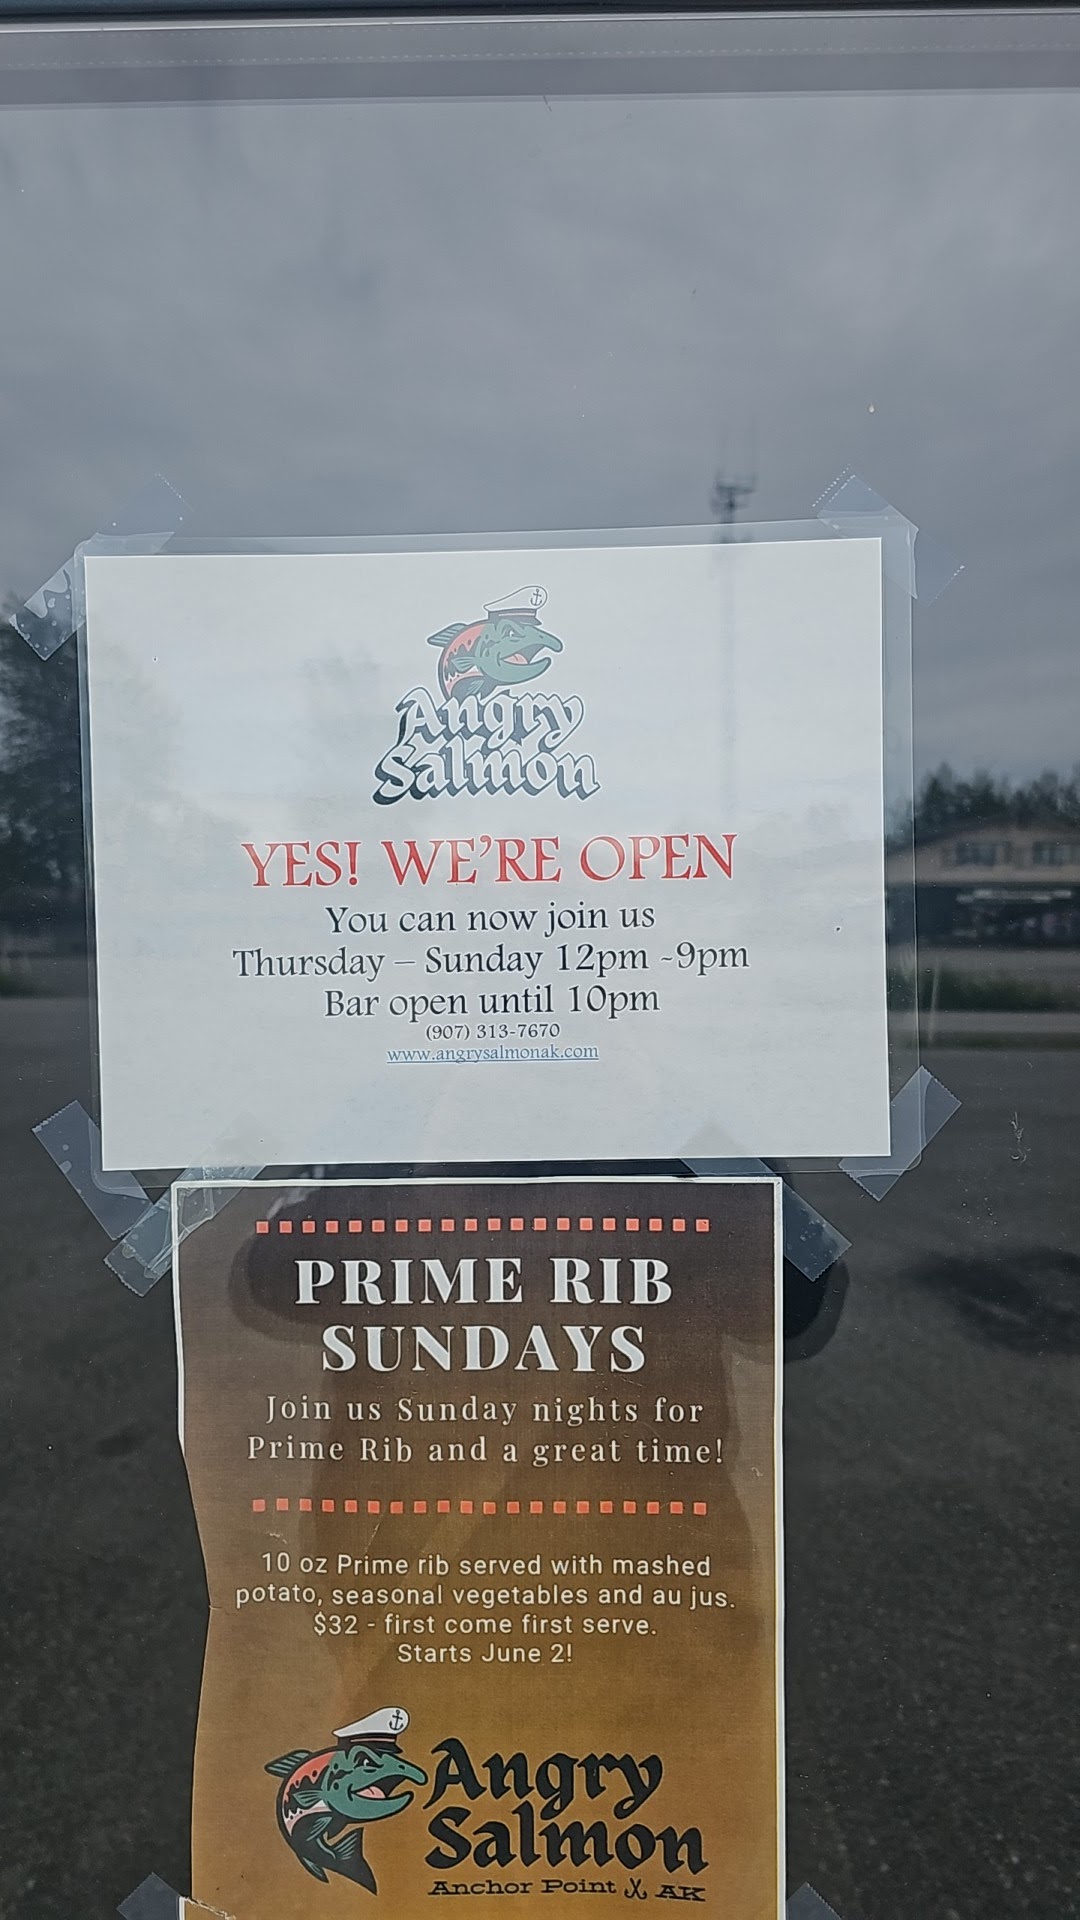 Angry
Salmon
YES! WE'RE OPEN
You can now join us
Thursday – Sunday 12pm -9pm
Bar open until 10pm
(907) 313-7670
www.angrysalmonak.com
PRIME RIB
SUNDAYS
Join us Sunday nights for
Prime Rib and a great time!
10 oz Prime rib served with mashed
potato, seasonal vegetables and au jus.
$32 - first come first serve.
Starts June 2!
Angry
Salmon
Anchor Point AK